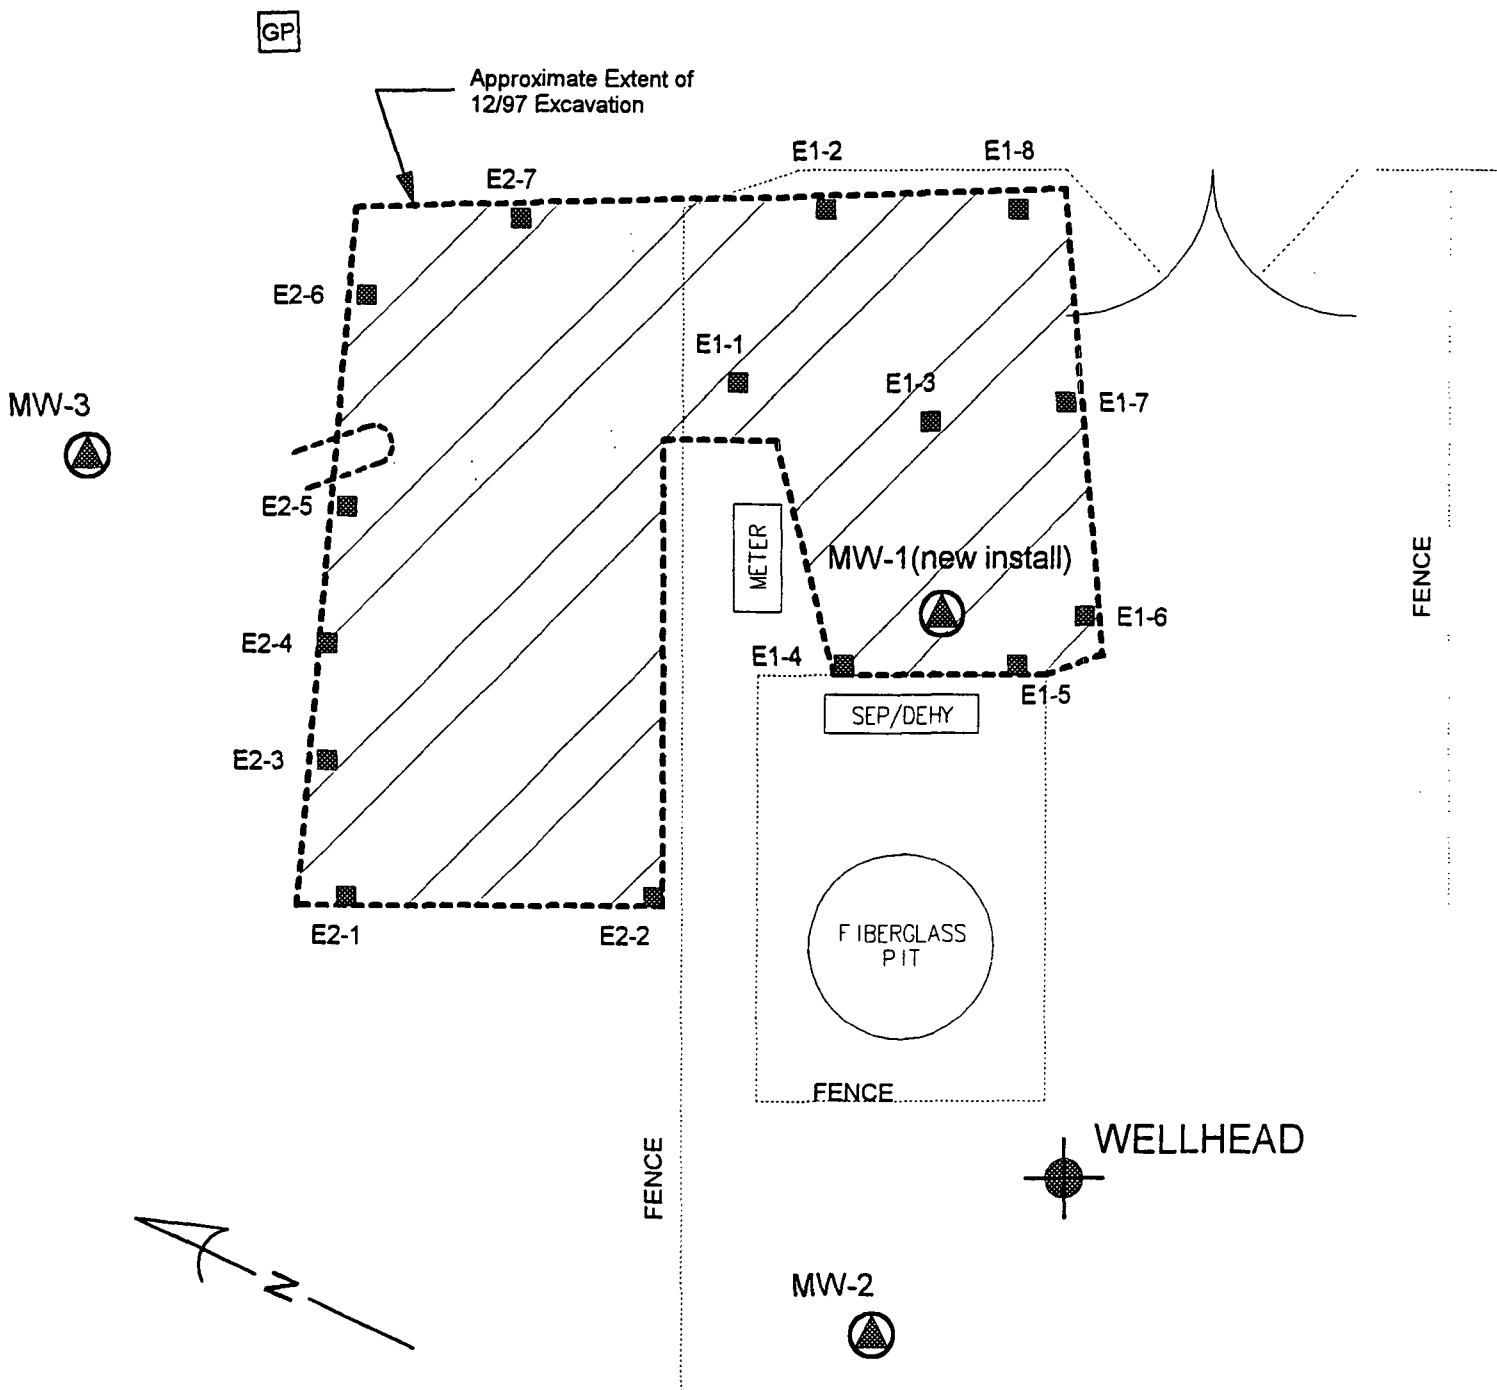 GP
Approximate Extent of
12/97 Excavation
E1-2
E1-8
E2-7
E2-6
E1-1
E1-3
E1-7
MW-3
E2-5
METER
MW-1(new install)
FENCE
E1-6
E2-4
E1-4
E1-5
SEP/DEHY
E2-3
E2-1
E2-2
FIBERGLASS
PIT
FENCE
WELLHEAD
FENCE
N
MW-2